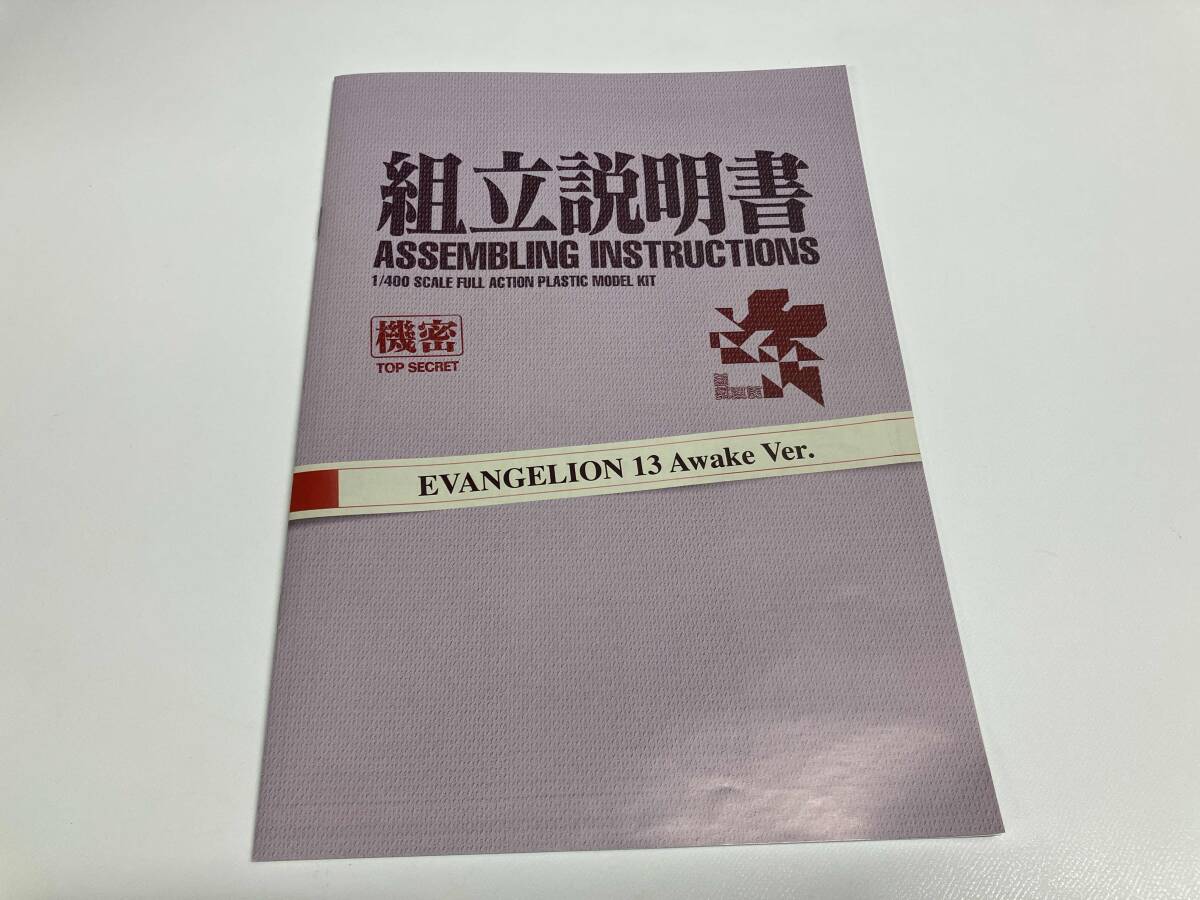 組立説明書
ASSEMBLING INSTRUCTIONS
1/400 SCALE FULL ACTION PLASTIC MODEL KIT
機密
TOP SECRET
EVANGELION 13 Awake Ver.